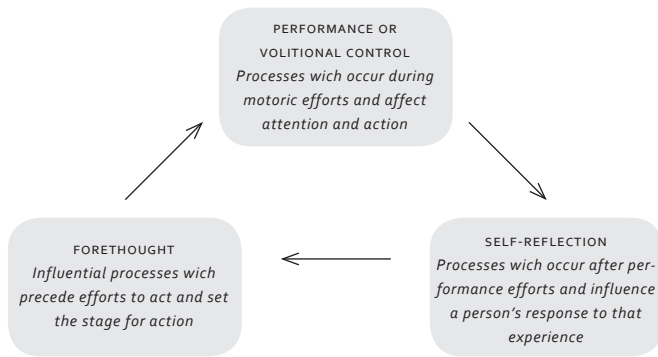 PERFORMANCE OR
VOLITIONAL CONTROL
Processes wich occur during
motoric efforts and affect
attention and action
FORETHOUGHT
Influential processes wich
precede efforts to act and set
the stage for action
SELF-REFLECTION
Processes wich occur after per-
formance efforts and influence
a person's response to that
experience